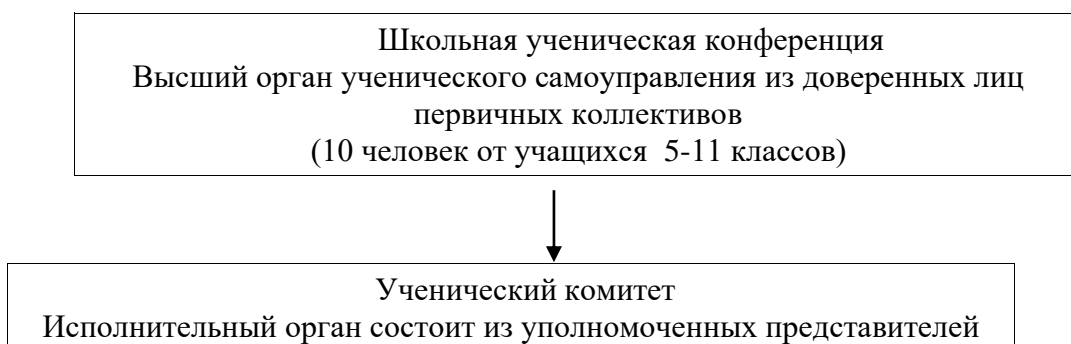 Школьная ученическая конференция
Высший орган ученического самоуправления из доверенных лиц
первичных коллективов
(10 человек от учащихся 5-11 классов)
Ученический комитет
Исполнительный орган состоит из уполномоченных представителей